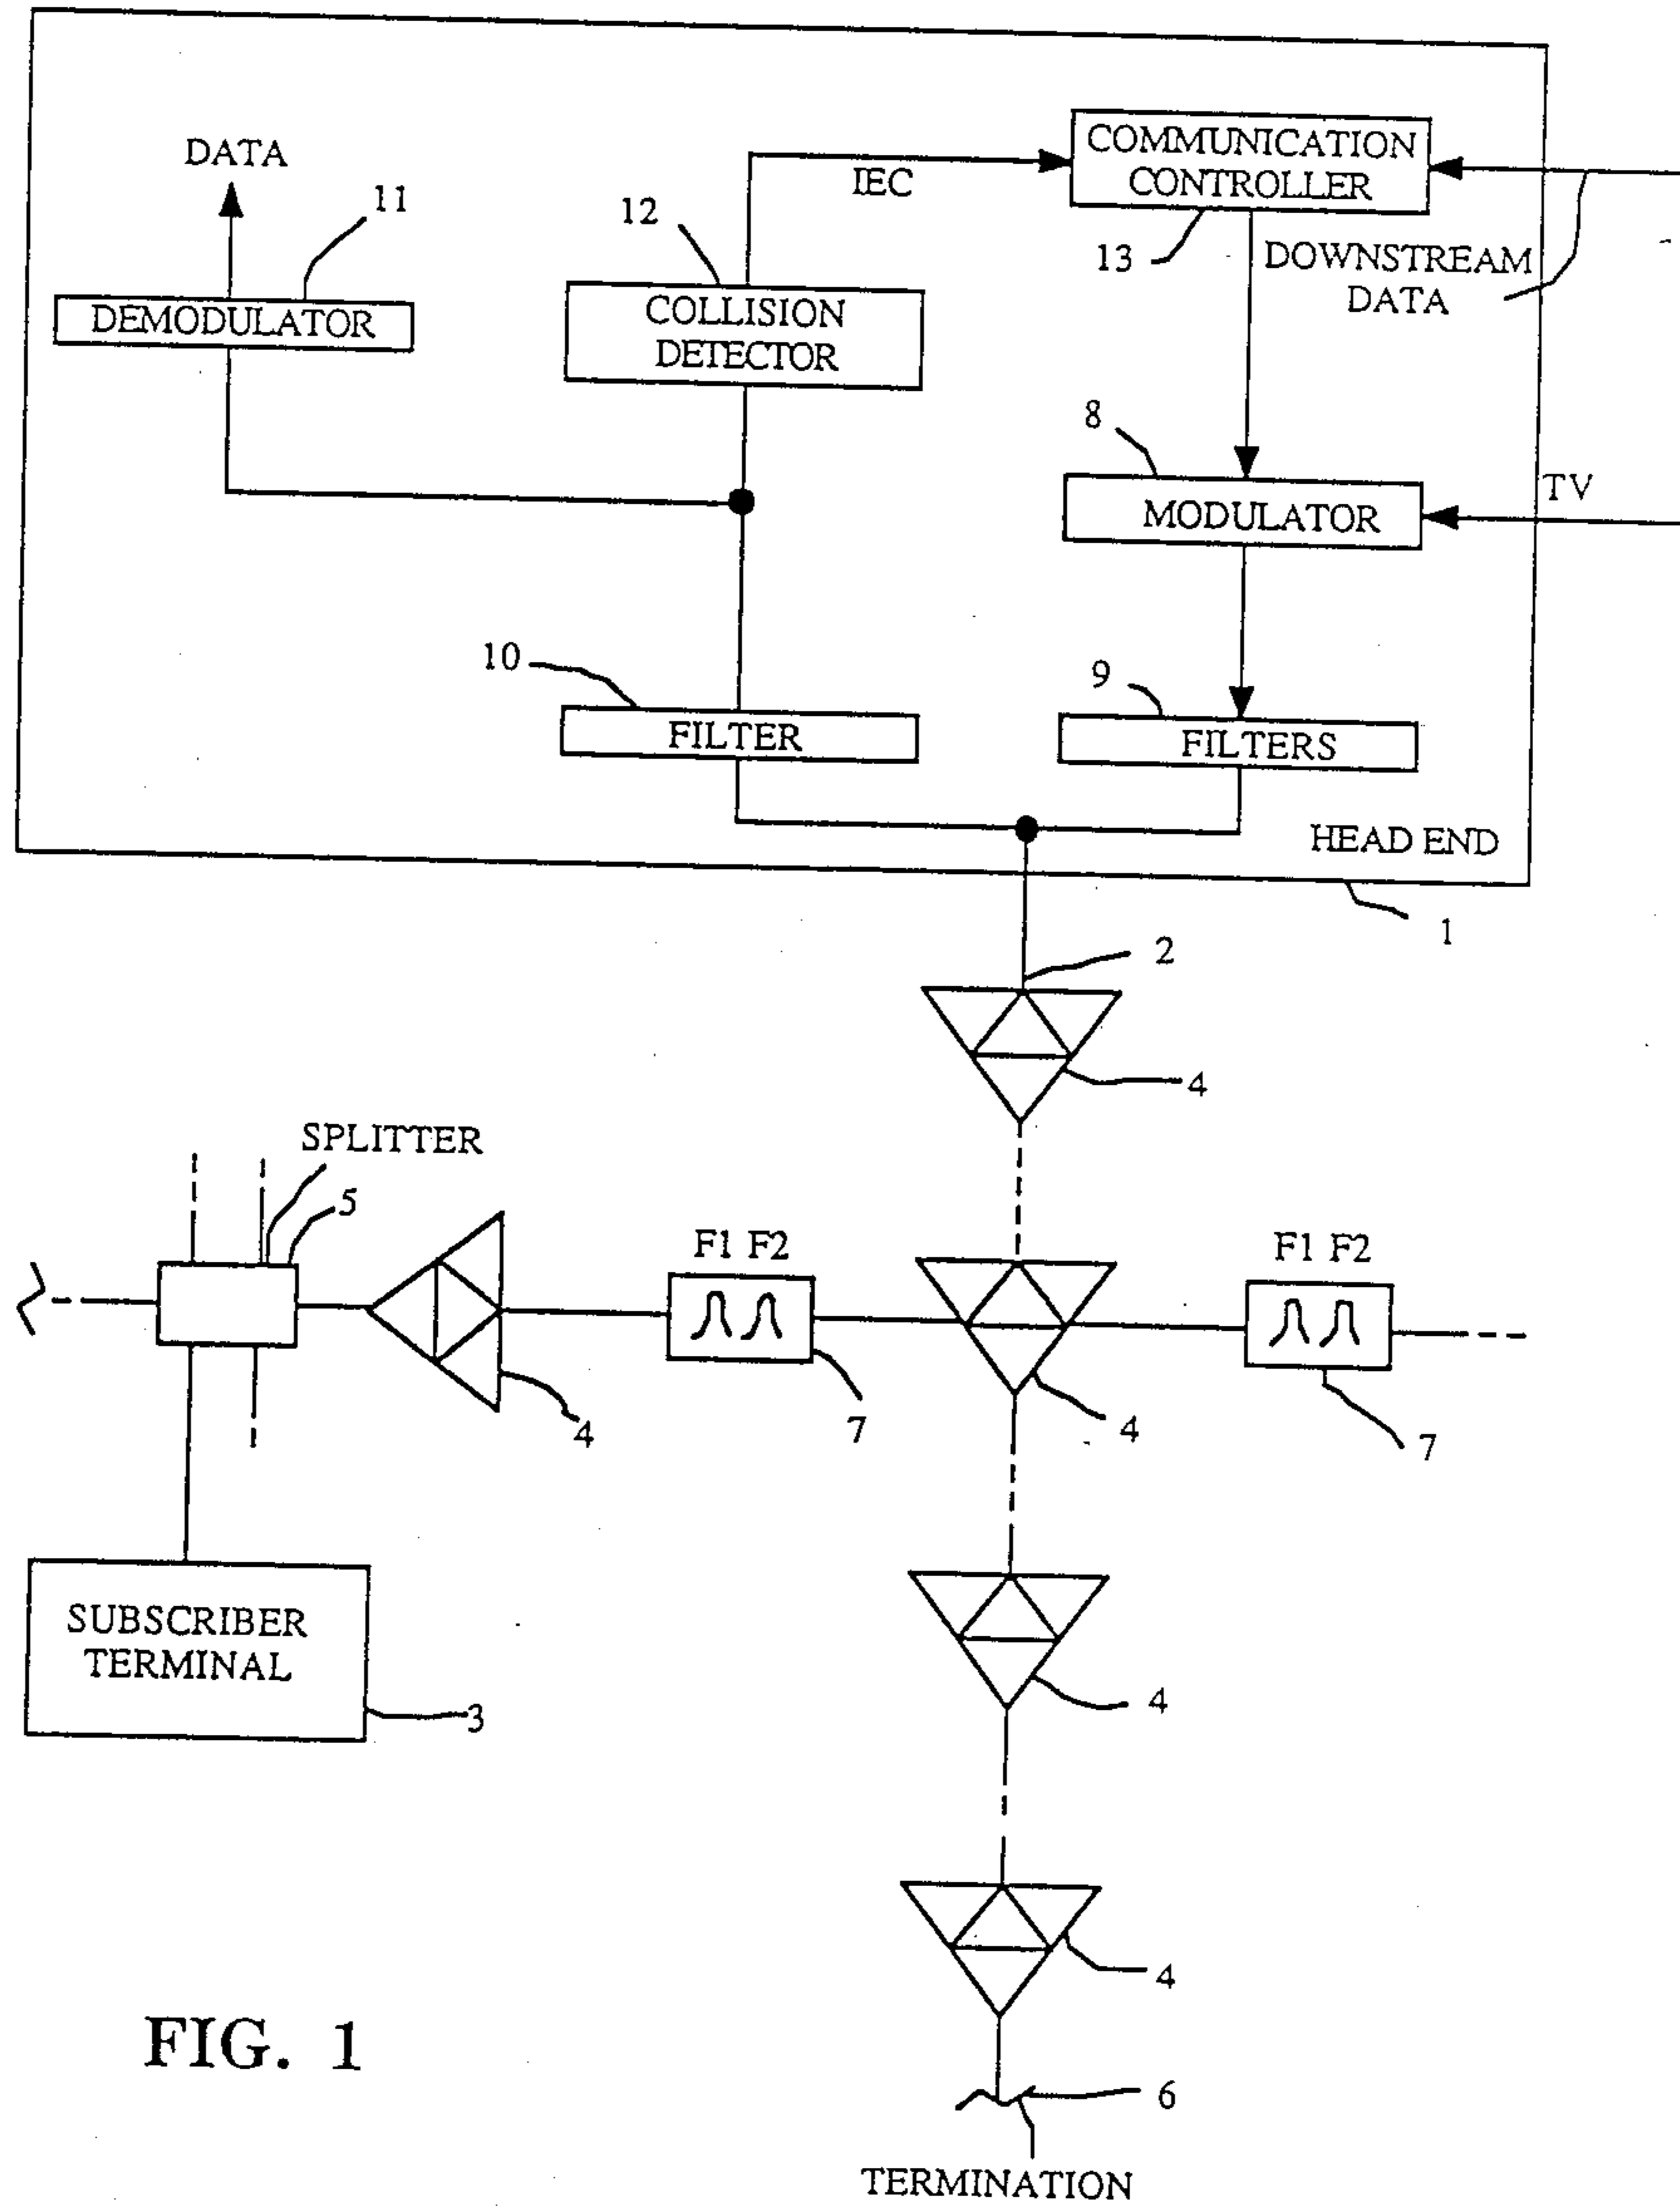 DATA
11
DEMODULATOR
12
COLLISION
DETECTOR
IEC
COMMUNICATION
CONTROLLER
13
DOWNSTREAM
DATA
8
MODULATOR
TV
10
FILTER
9
FILTERS
HEAD END
1
2
4
SPLITTER
5
4
F1 F2
7
4
F1 F2
7
SUBSCRIBER
TERMINAL
3
4
4
6
TERMINATION
FIG. 1